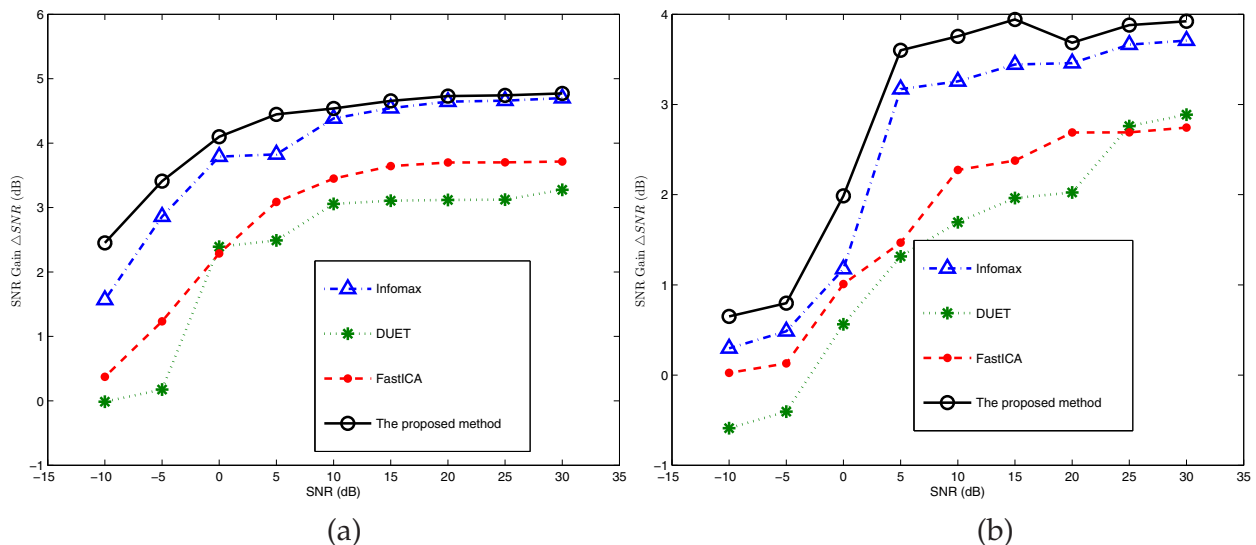 6
5
4
3
2
1
0
−1
SNR Gain △SNR (dB)
−15 −10 −5 0 5 10 15 20 25 30 35
SNR (dB)
Infomax
DUET
FastICA
The proposed method
(a)
4
3
2
1
0
−1
SNR Gain △SNR (dB)
−15 −10 −5 0 5 10 15 20 25 30 35
SNR (dB)
Infomax
DUET
FastICA
The proposed method
(b)